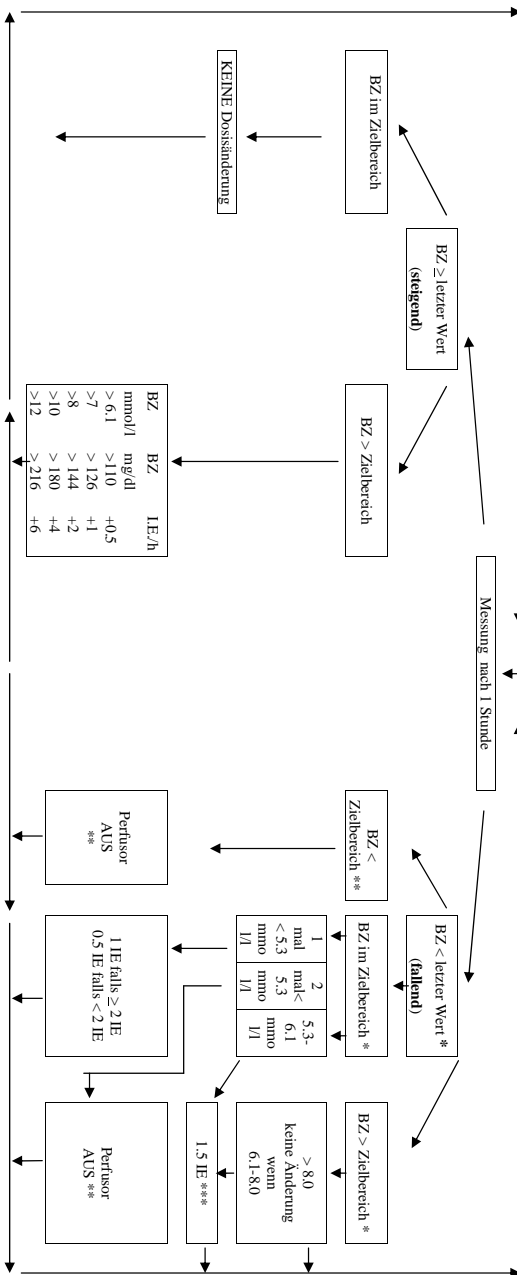 Messung nach 1 Stunde
BZ ≥ letzter Wert
(steigend)
BZ < letzter Wert *
(fallend)
BZ im Zielbereich
BZ > Zielbereich
BZ <
Zielbereich **
BZ im Zielbereich *
BZ > Zielbereich *
KEINE Dosisänderung
1
mal
< 5.3
mmo
l/l
2
mal<
5.3
mmo
l/l
5.3-
6.1
mmo
l/l
> 8.0
keine Änderung
wenn
6.1-8.0
1.5 IE ***
BZ BZ I.E./h
mmol/l mg/dl
> 6.1 >110 +0.5
>7 > 126 +1
>8 > 144 +2
>10 > 180 +4
>12 > 216 +6
Perfusor
AUS
**
1 IE falls ≥ 2 IE
0.5 IE falls < 2 IE
Perfusor
AUS **